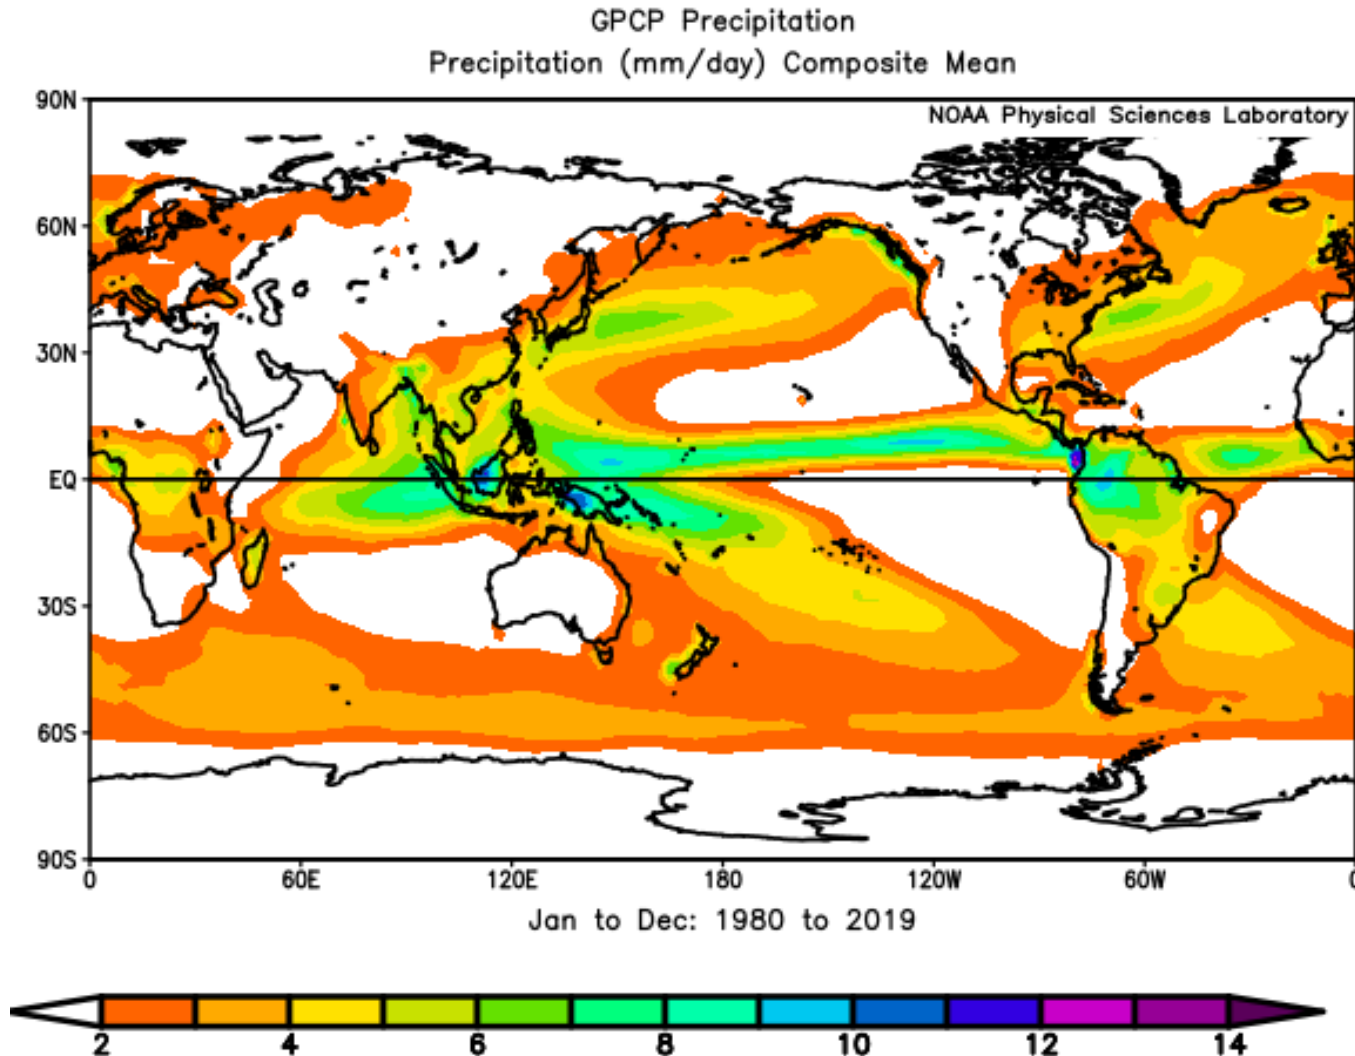 GPCP Precipitation
Precipitation (mm/day) Composite Mean
90N
NOAA Physical Sciences Laboratory
60N
30N
EQ
30S
60S
90S
0 60E 120E 180 120W 60W 0
Jan to Dec: 1980 to 2019
2 4 6 8 10 12 14